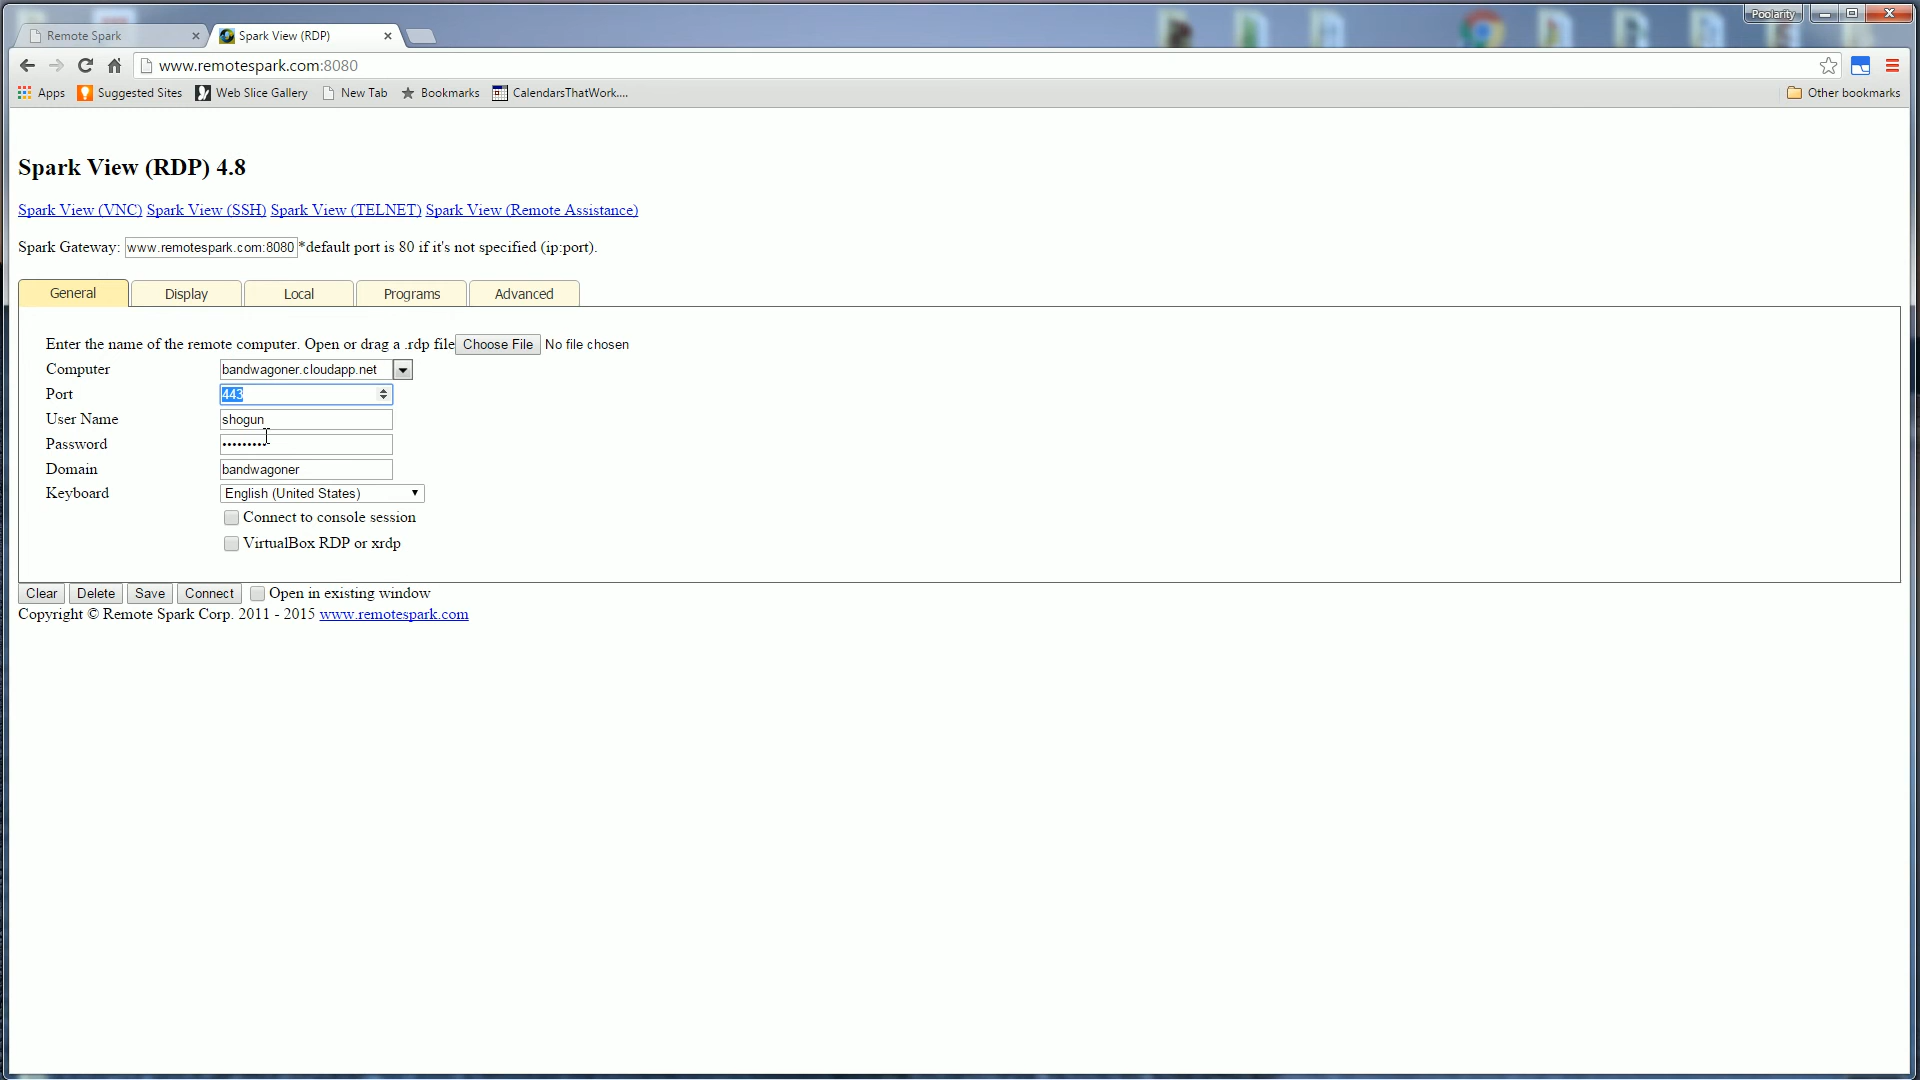 Poolarity
Remote Spark
Spark View (RDP)
www.remotespark.com:8080
Apps Suggested Sites Web Slice Gallery New Tab Bookmarks CalendarsThatWork.... Other bookmarks
Spark View (RDP) 4.8
Spark View (VNC) Spark View (SSH) Spark View (TELNET) Spark View (Remote Assistance)
Spark Gateway: www.remotespark.com:8080 *default port is 80 if it's not specified (ip:port).
General Display Local Programs Advanced
Enter the name of the remote computer. Open or drag a .rdp file Choose File No file chosen
Computer bandwagoner.cloudapp.net
Port 443
User Name shogun
Password •••••••••
Domain bandwagoner
Keyboard English (United States)
Connect to console session
VirtualBox RDP or xrdp
Clear Delete Save Connect Open in existing window
Copyright © Remote Spark Corp. 2011 - 2015 www.remotespark.com